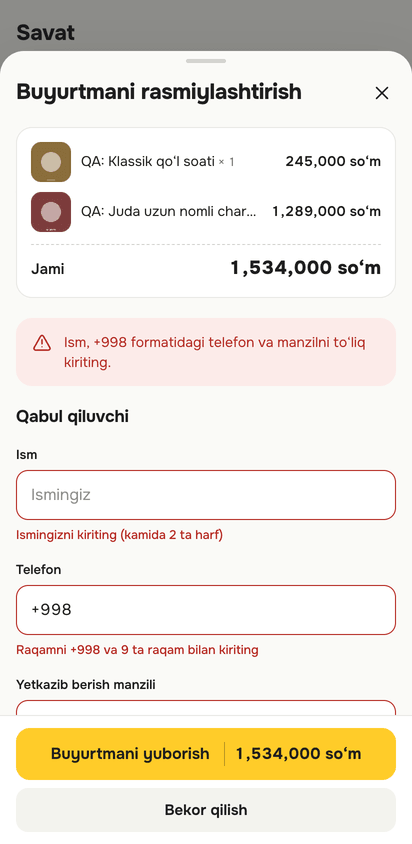 Savat
Buyurtmani rasmiylashtirish
QA: Klassik qo‘l soati × 1
245,000 so‘m
QA: Juda uzun nomli char...
1,289,000 so‘m
Jami
1,534,000 so‘m
Ism, +998 formatidagi telefon va manzilni to‘liq
kiriting.
Qabul qiluvchi
Ism
Ismingiz
Ismingizni kiriting (kamida 2 ta harf)
Telefon
+998
Raqamni +998 va 9 ta raqam bilan kiriting
Yetkazib berish manzili
Buyurtmani yuborish
1,534,000 so‘m
Bekor qilish